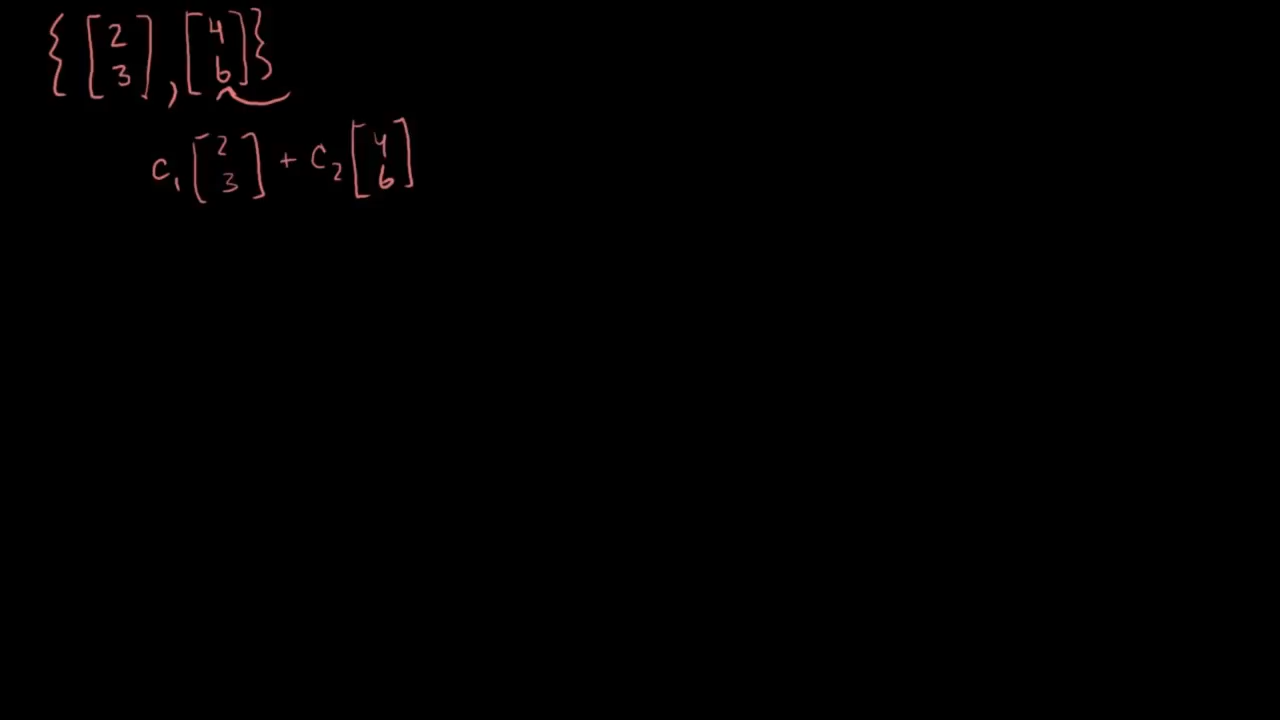 { [2 3], [4 6] }
c₁ [2 3] + c₂ [4 6]